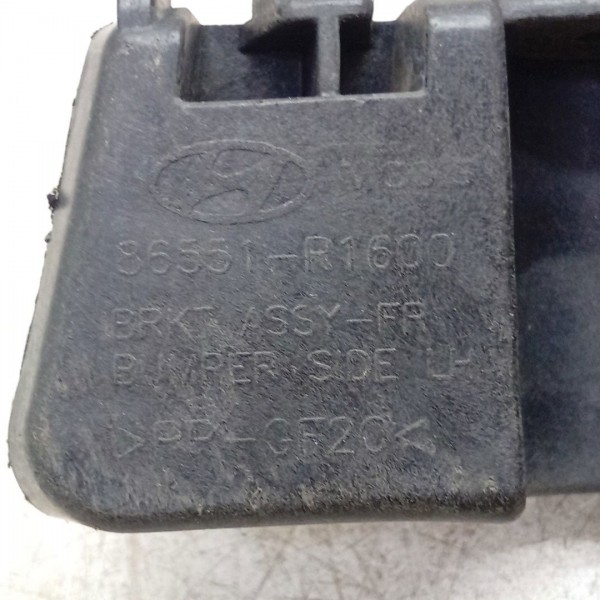 86551-R1600
BRKT ASSY-FR
BUMPER SIDE LH
>PP-GF20<